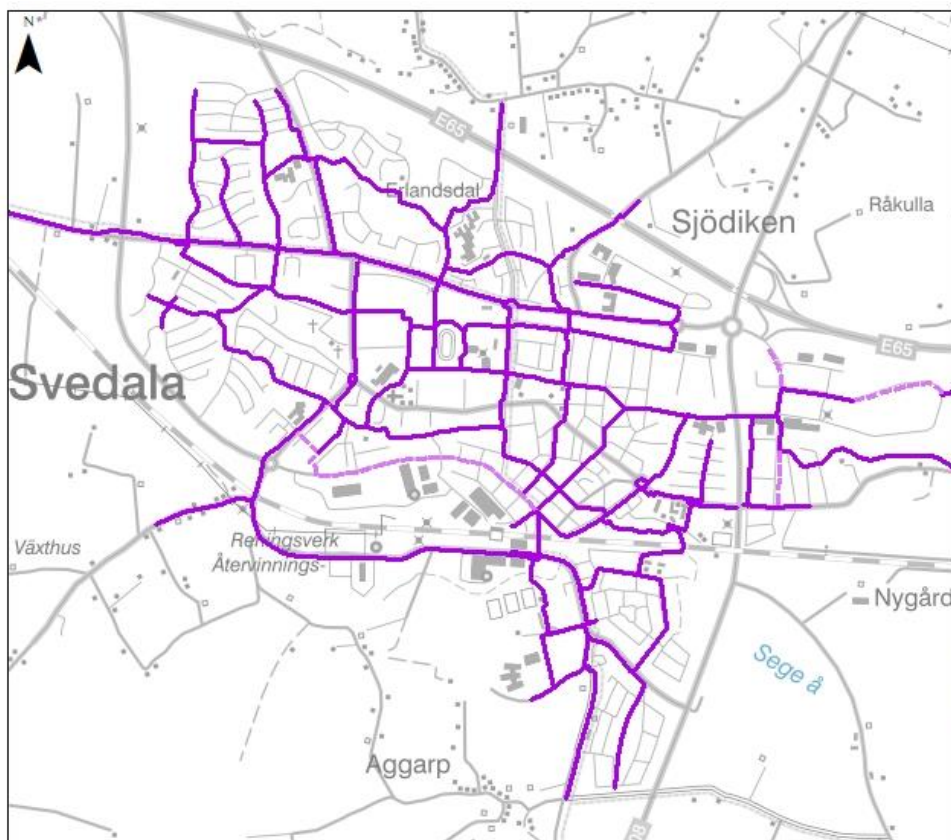 N
E65
Erlandsdal
Sjödiken
Råkulla
E65
Svedala
Växthus
Reningsverk
Återvinnings-
Nygård
Sege å
Aggarp